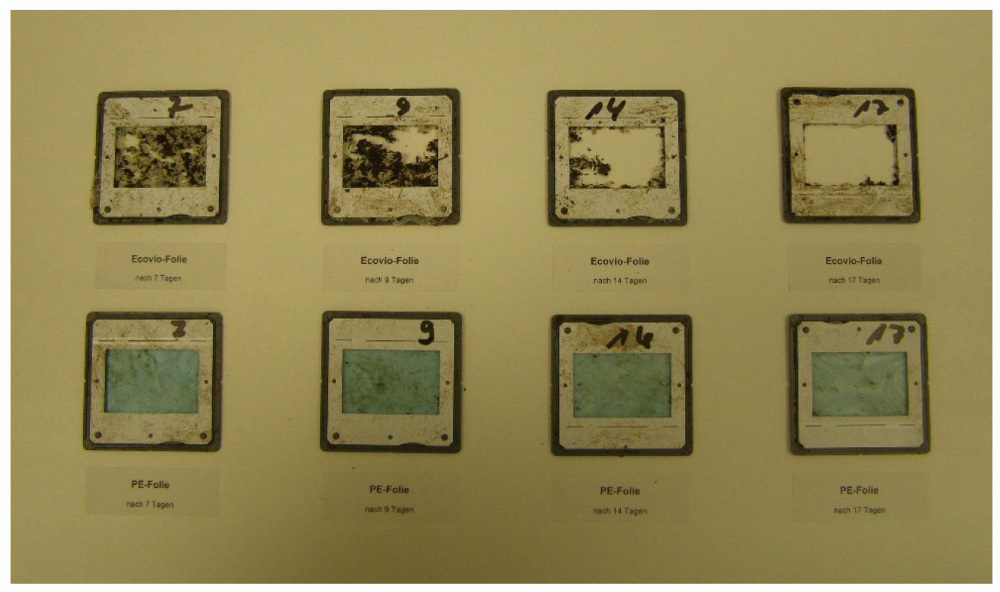 7
9
14
17
Ecovio-Folie
nach 7 Tagen
Ecovio-Folie
nach 9 Tagen
Ecovio-Folie
nach 14 Tagen
Ecovio-Folie
nach 17 Tagen
7
9
14
17
PE-Folie
nach 7 Tagen
PE-Folie
nach 9 Tagen
PE-Folie
nach 14 Tagen
PE-Folie
nach 17 Tagen